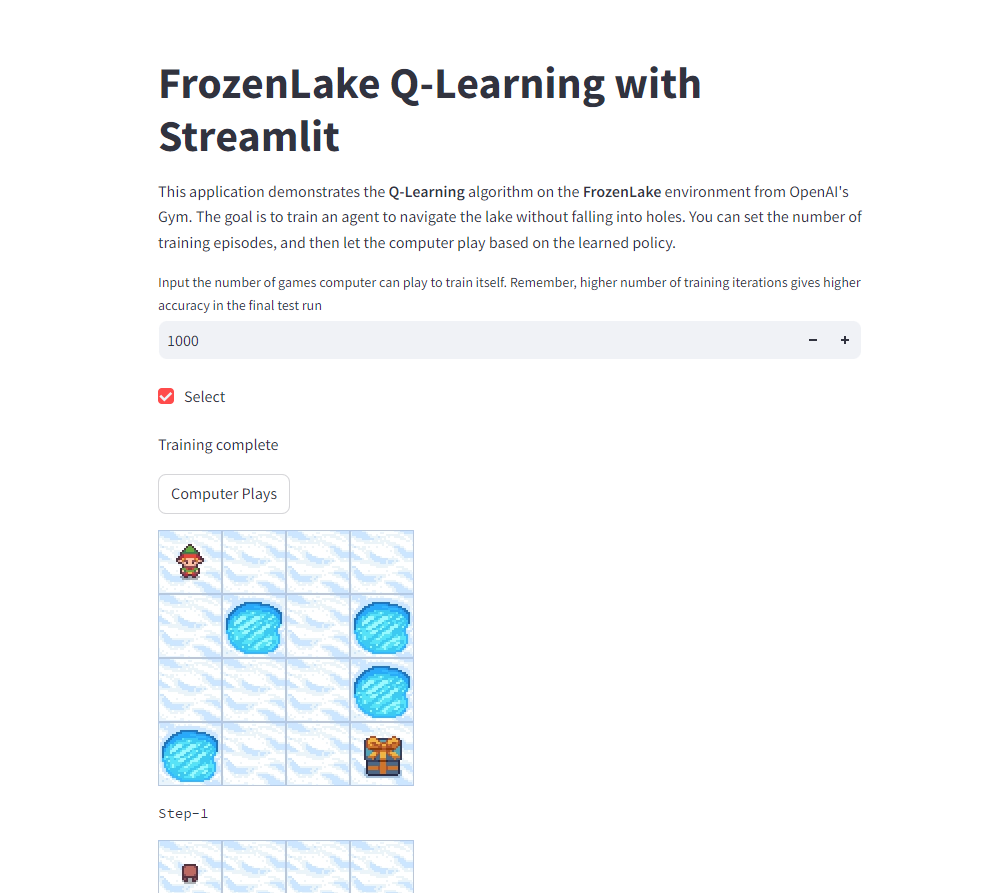 FrozenLake Q-Learning with
Streamlit
This application demonstrates the Q-Learning algorithm on the FrozenLake environment from OpenAI's
Gym. The goal is to train an agent to navigate the lake without falling into holes. You can set the number of
training episodes, and then let the computer play based on the learned policy.
Input the number of games computer can play to train itself. Remember, higher number of training iterations gives higher
accuracy in the final test run
1000
Select
Training complete
Computer Plays
Step-1